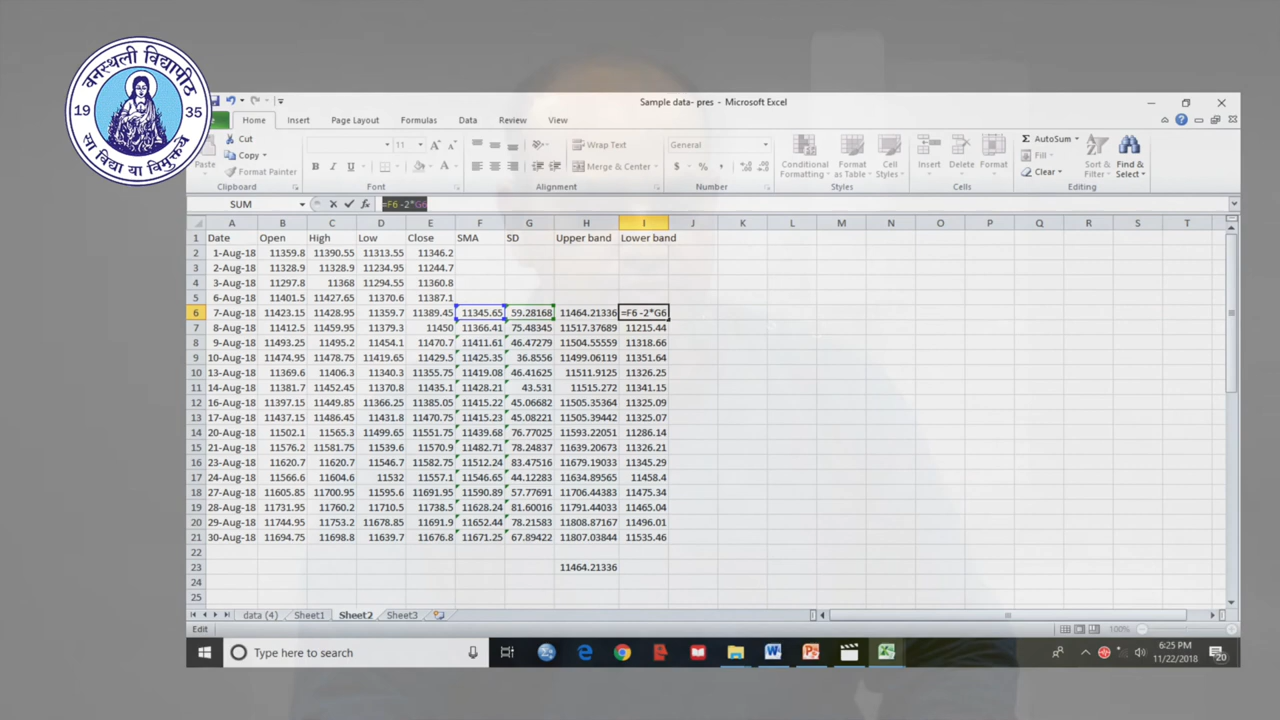 वनस्थली विद्यापीठ
19 35
सा विद्या या विमुक्तये
Sample data- pres - Microsoft Excel
Home Insert Page Layout Formulas Data Review View
Paste Cut Copy Format Painter
Clipboard
11
B I U A
Font
Wrap Text
Merge & Center
Alignment
General
$ % ,
Number
Conditional Formatting Format as Table Cell Styles
Styles
Insert Delete Format
Cells
AutoSum
Fill
Clear
Sort & Filter Find & Select
Editing
SUM fx =F6 -2*G6
A B C D E F G H I J K L M N O P Q R S T
1 Date Open High Low Close SMA SD Upper band Lower band
2 1-Aug-18 11359.8 11390.55 11313.55 11346.2
3 2-Aug-18 11328.9 11328.9 11234.95 11244.7
4 3-Aug-18 11297.8 11368 11294.55 11360.8
5 6-Aug-18 11401.5 11427.65 11370.6 11387.1
6 7-Aug-18 11423.15 11428.95 11359.7 11389.45 11345.65 59.28168 11464.21336 =F6 -2*G6
7 8-Aug-18 11412.5 11459.95 11379.3 11450 11366.41 75.48345 11517.37689 11215.44
8 9-Aug-18 11493.25 11495.2 11454.1 11470.7 11411.61 46.47279 11504.55559 11318.66
9 10-Aug-18 11474.95 11478.75 11419.65 11429.5 11425.35 36.8556 11499.06119 11351.64
10 13-Aug-18 11369.6 11406.3 11340.3 11355.75 11419.08 46.41625 11511.9125 11326.25
11 14-Aug-18 11381.7 11452.45 11370.8 11435.1 11428.21 43.531 11515.272 11341.15
12 16-Aug-18 11397.15 11449.85 11366.25 11385.05 11415.22 45.06682 11505.35364 11325.09
13 17-Aug-18 11437.15 11486.45 11431.8 11470.75 11415.23 45.08221 11505.39442 11325.07
14 20-Aug-18 11502.1 11565.3 11499.65 11551.75 11439.68 76.77025 11593.22051 11286.14
15 21-Aug-18 11576.2 11581.75 11539.6 11570.9 11482.71 78.24837 11639.20673 11326.21
16 23-Aug-18 11620.7 11620.7 11546.7 11582.75 11512.24 83.47516 11679.19033 11345.29
17 24-Aug-18 11566.6 11604.6 11532 11557.1 11546.65 44.12283 11634.89565 11458.4
18 27-Aug-18 11605.85 11700.95 11595.6 11691.95 11590.89 57.77691 11706.44383 11475.34
19 28-Aug-18 11731.95 11760.2 11710.5 11738.5 11628.24 81.60016 11791.44033 11465.04
20 29-Aug-18 11744.95 11753.2 11678.85 11691.9 11652.44 78.21583 11808.87167 11496.01
21 30-Aug-18 11694.75 11698.8 11639.7 11676.8 11671.25 67.89422 11807.03844 11535.46
22
23 11464.21336
24
25
data (4) Sheet1 Sheet2 Sheet3
Edit 100%
Type here to search 6:25 PM
11/22/2018 20